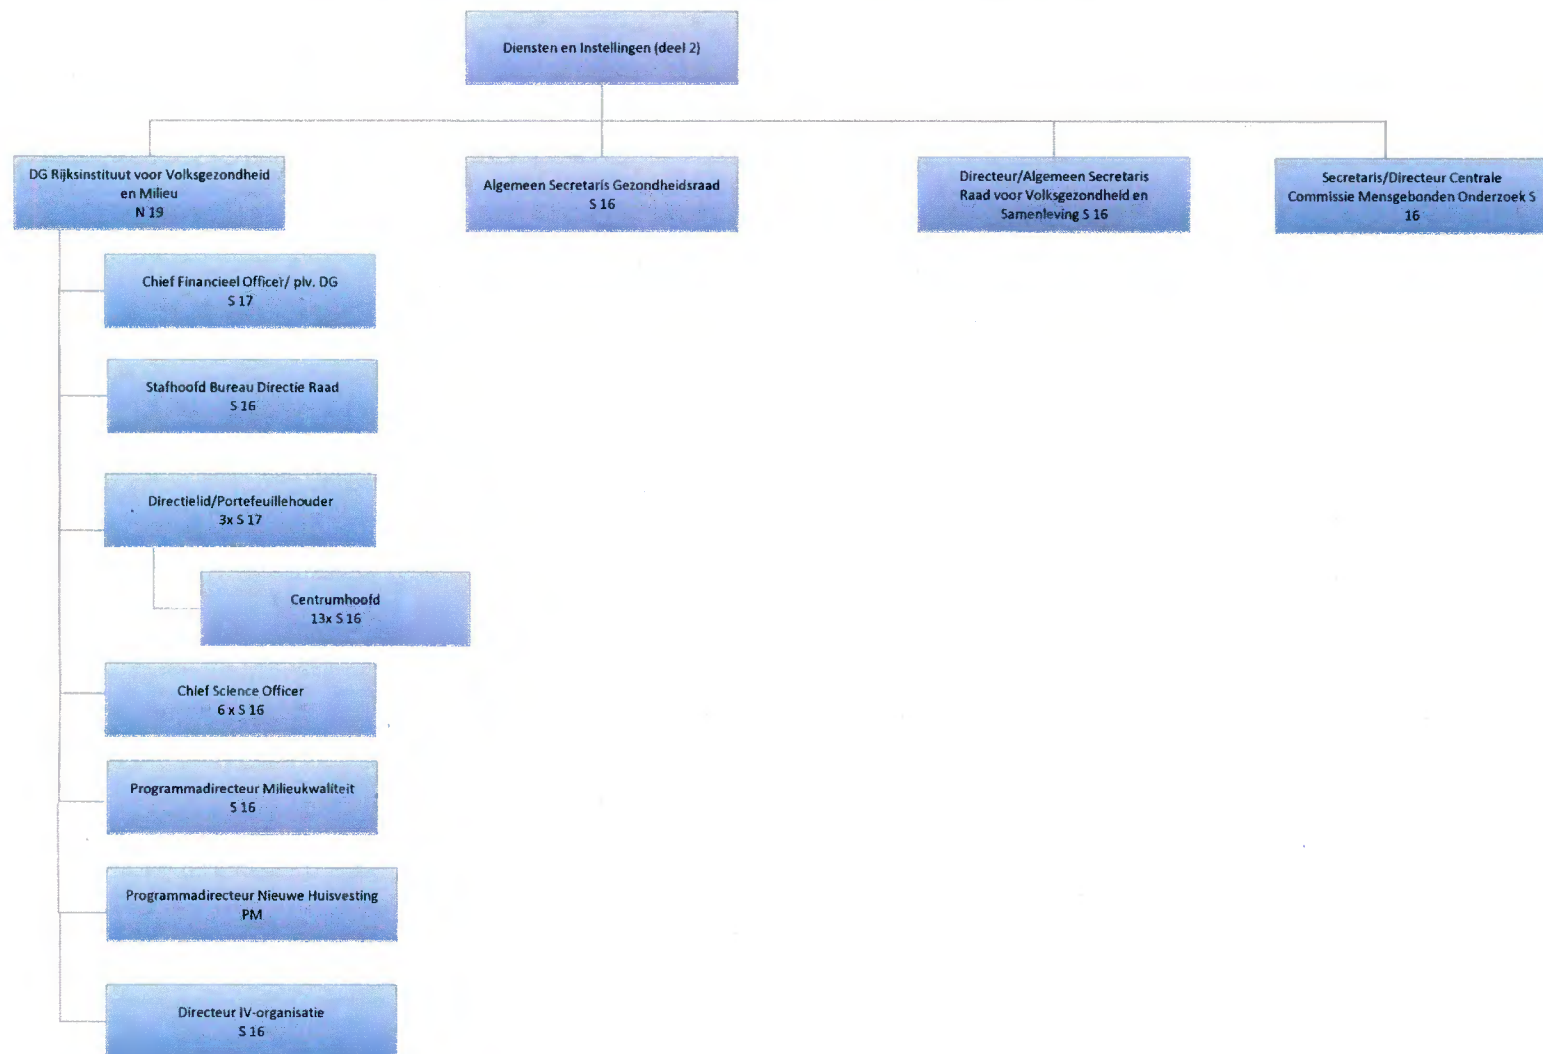 Diensten en Instellingen (deel 2)
DG Rijksinstituut voor Volksgezondheid
en Milieu
N 19
Algemeen Secretaris Gezondheidsraad
S 16
Directeur/Algemeen Secretaris
Raad voor Volksgezondheid en
Samenleving S 16
Secretaris/Directeur Centrale
Commissie Mensgebonden Onderzoek S
16
Chief Financieel Officer/ plv. DG
S 17
Stafhoofd Bureau Directie Raad
S 16
Directielid/Portefeuillehouder
3x S 17
Centrumhoofd
13x S 16
Chief Science Officer
6 x S 16
Programmadirecteur Milieukwaliteit
S 16
Programmadirecteur Nieuwe Huisvesting
PM
Directeur IV-organisatie
S 16